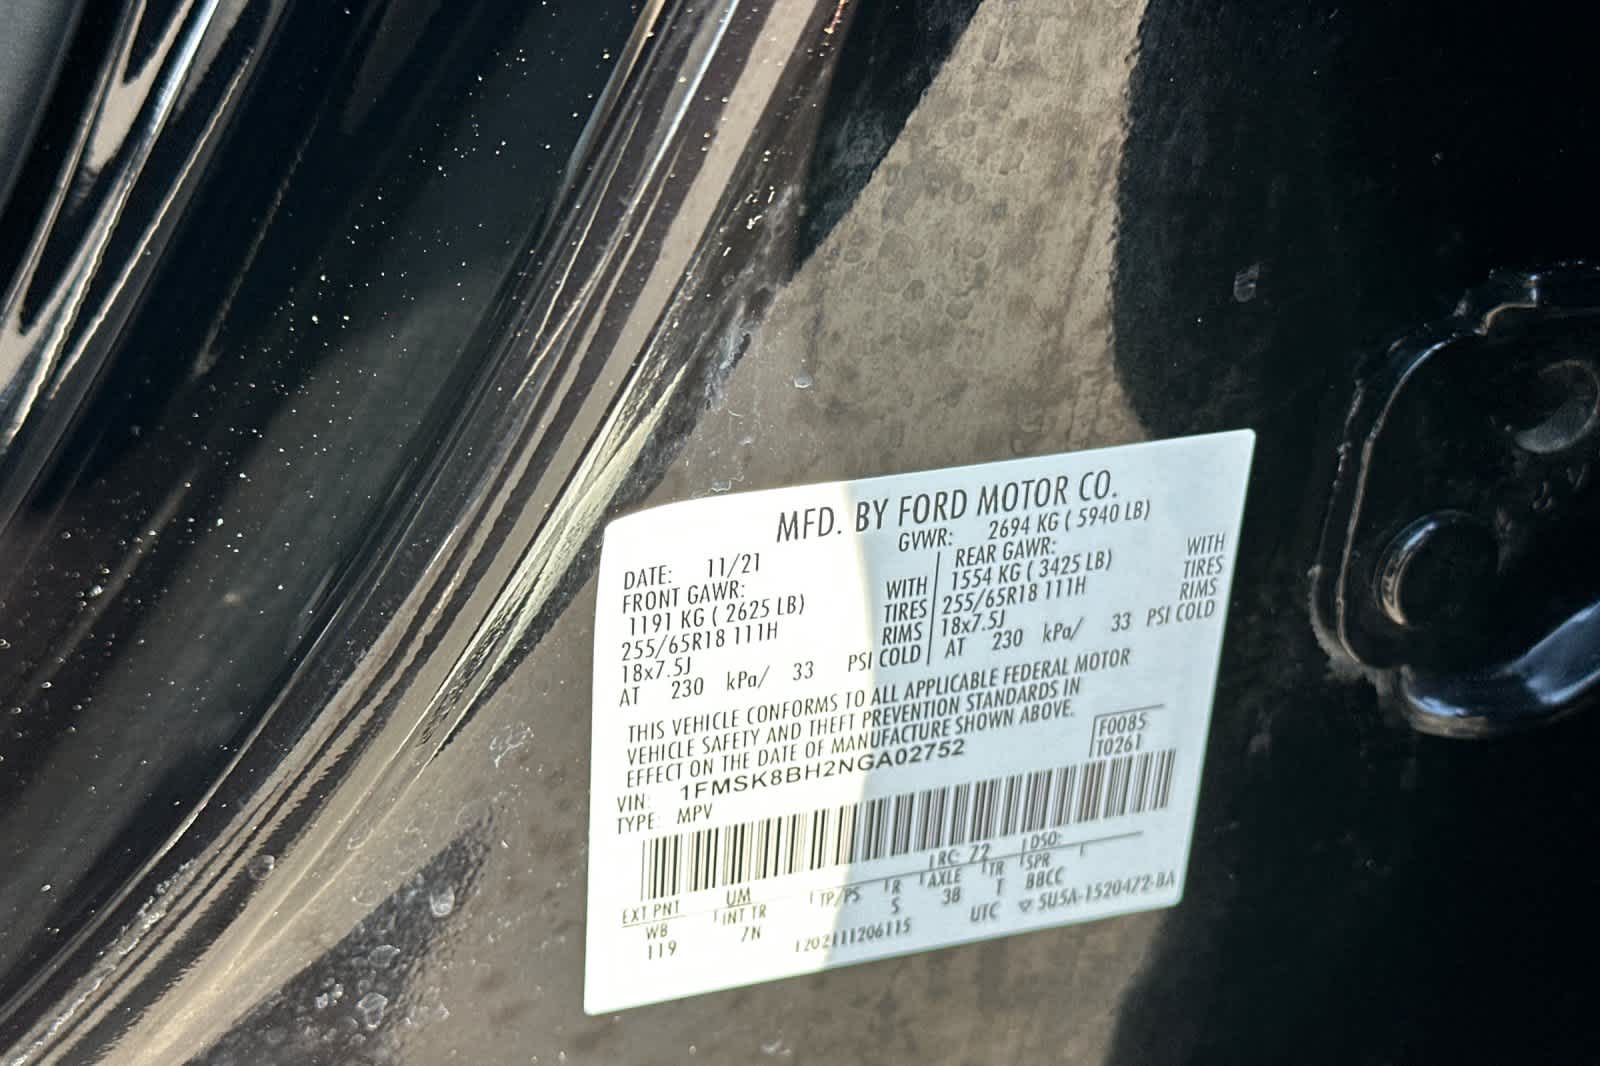 MFD. BY FORD MOTOR CO.
DATE: 11/21 GVWR: 2694 KG ( 5940 LB)
FRONT GAWR: REAR GAWR:
1191 KG ( 2625 LB) WITH 1554 KG ( 3425 LB) WITH
255/65R18 111H TIRES 255/65R18 111H TIRES
18x7.5J RIMS 18x7.5J RIMS
AT 230 kPa/ 33 PSI COLD AT 230 kPa/ 33 PSI COLD
THIS VEHICLE CONFORMS TO ALL APPLICABLE FEDERAL MOTOR
VEHICLE SAFETY AND THEFT PREVENTION STANDARDS IN
EFFECT ON THE DATE OF MANUFACTURE SHOWN ABOVE.
VIN: 1FMSK8BH2NGA02752 F0085
TYPE: MPV T0261
EXT PNT UM RC: 72 DSO:
WB INT TR TP/PS R AXLE TR SPR
119 7N S 3B T BBCC
1202111206115 UTC 5U5A-1520472-BA